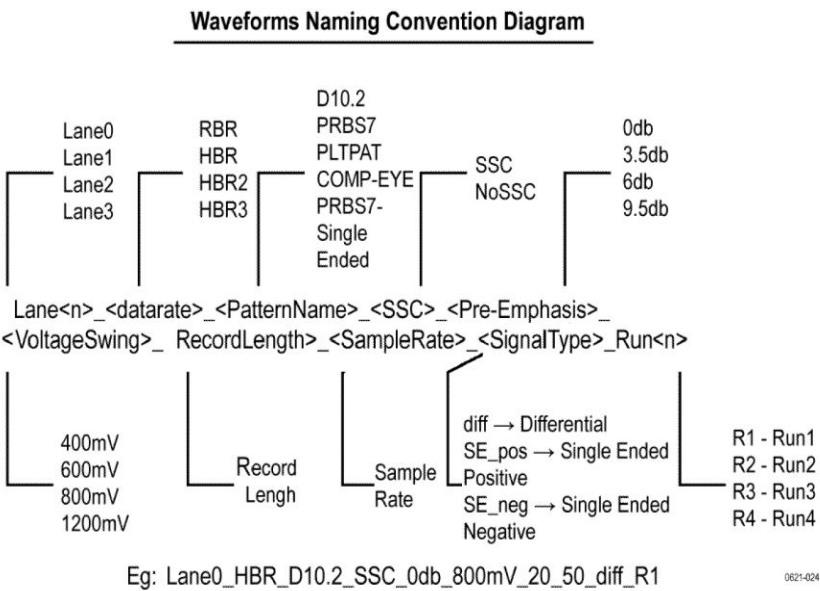 Waveforms Naming Convention Diagram
Lane0
Lane1
Lane2
Lane3
RBR
HBR
HBR2
HBR3
D10.2
PRBS7
PLTPAT
COMP-EYE
PRBS7-
Single
Ended
SSC
NoSSC
0db
3.5db
6db
9.5db
Lane<n>_<datarate>_<PatternName>_<SSC>_<Pre-Emphasis>_
<VoltageSwing>_ RecordLength>_<SampleRate>_<SignalType>_Run<n>
400mV
600mV
800mV
1200mV
Record
Lengh
Sample
Rate
diff → Differential
SE_pos → Single Ended
Positive
SE_neg → Single Ended
Negative
R1 - Run1
R2 - Run2
R3 - Run3
R4 - Run4
Eg: Lane0_HBR_D10.2_SSC_0db_800mV_20_50_diff_R1
0621-024